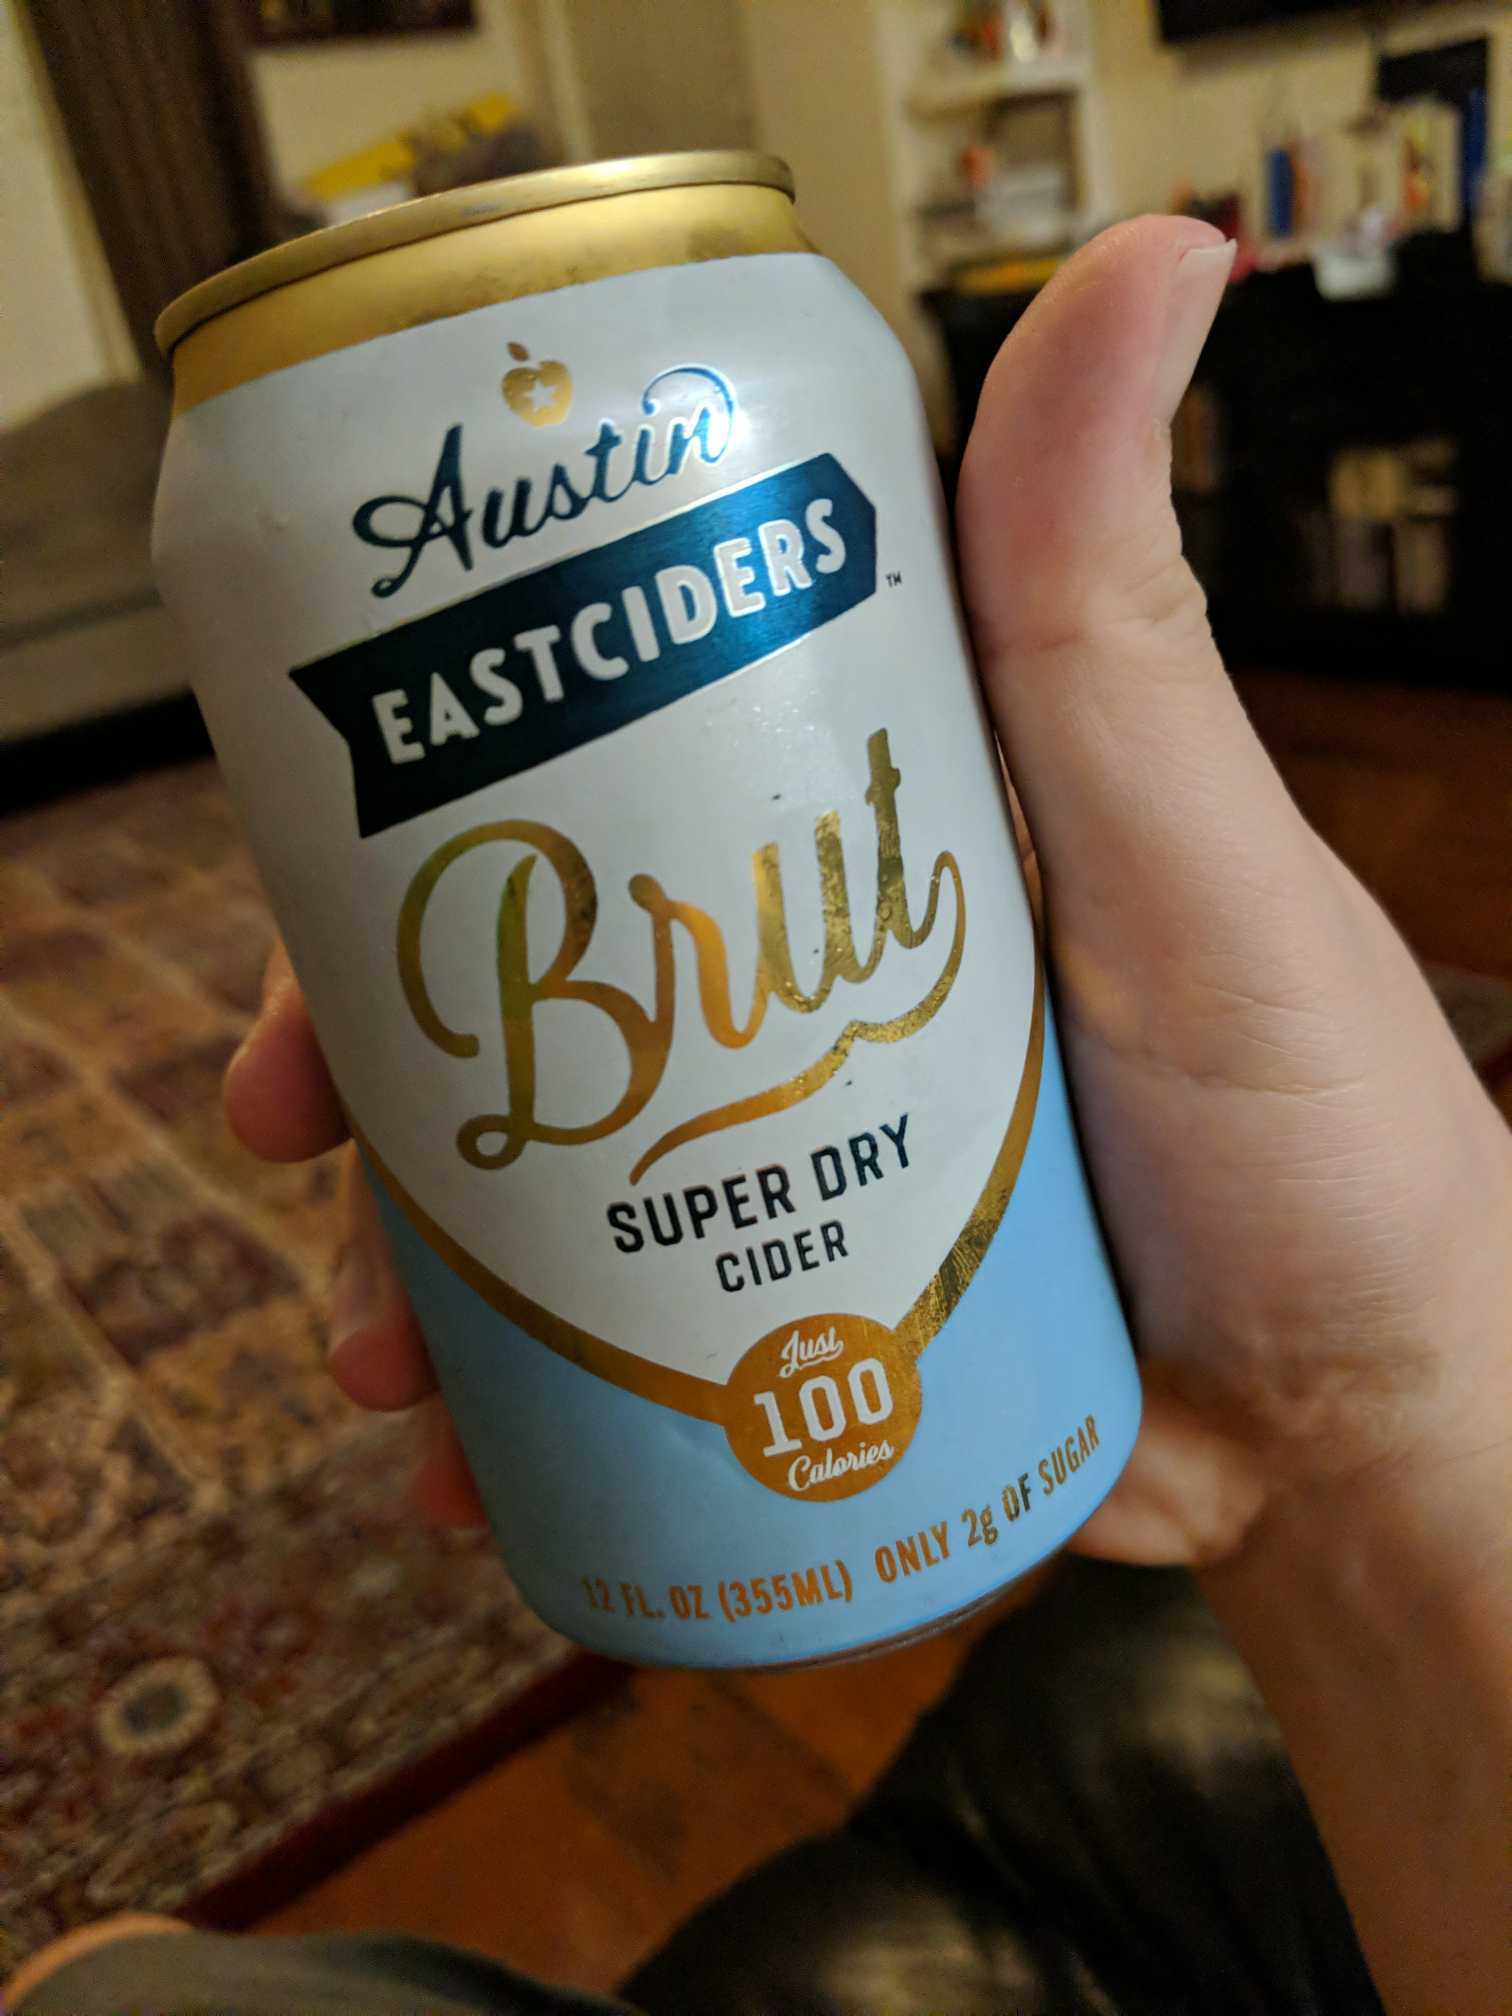 Austin
EASTCIDERS
TM
Brut
SUPER DRY
CIDER
Just
100
Calories
12 FL. OZ (355ML) ONLY 2g OF SUGAR